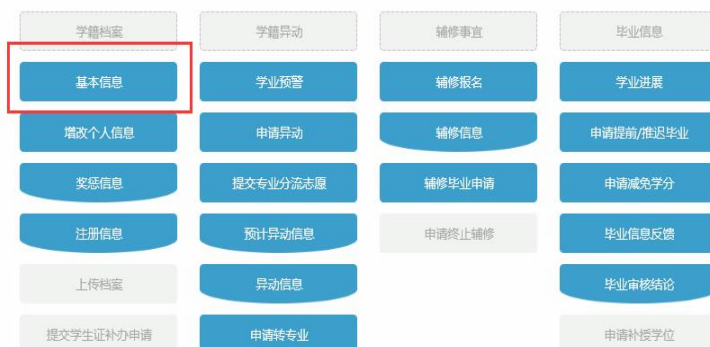 学籍档案 学籍异动 辅修事宜 毕业信息
基本信息 学业预警 辅修报名 学业进展
增改个人信息 申请异动 辅修信息 申请提前/推迟毕业
奖惩信息 提交专业分流志愿 辅修毕业申请 申请减免学分
注册信息 预计异动信息 申请终止辅修 毕业信息反馈
上传档案 异动信息 毕业审核结论
提交学生证补办申请 申请转专业 申请补授学位